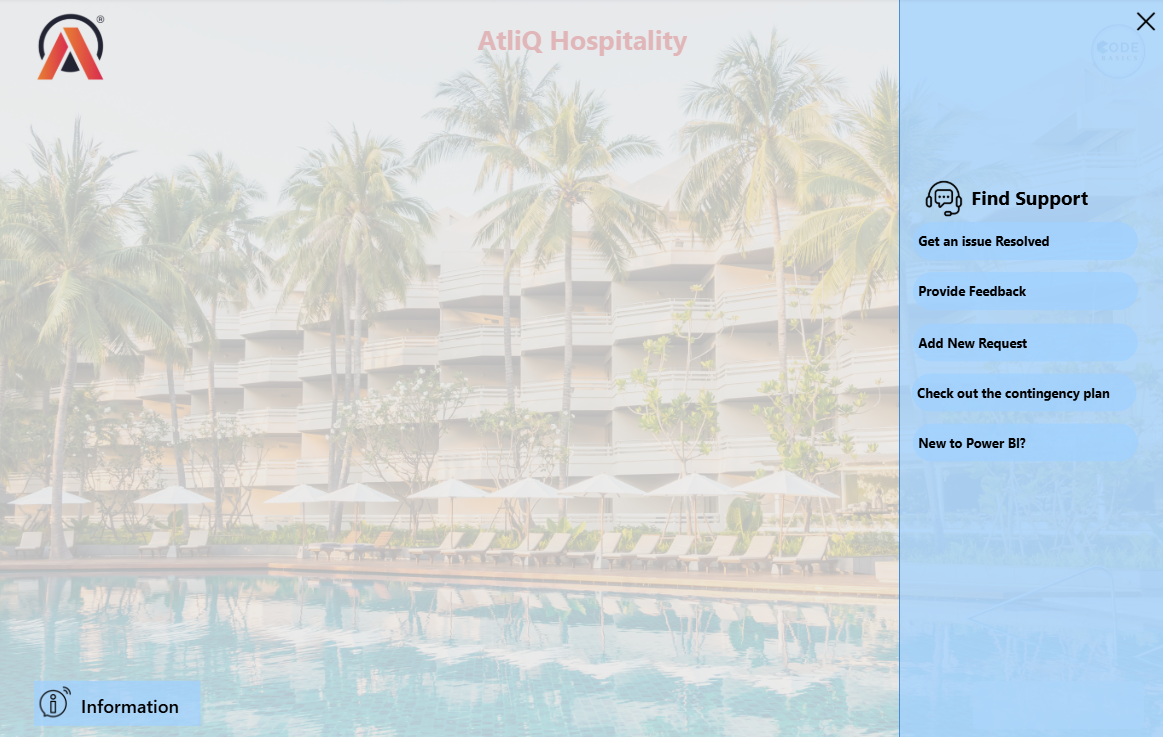 ®
AtliQ Hospitality
CODE
BASICS
Find Support
Get an issue Resolved
Provide Feedback
Add New Request
Check out the contingency plan
New to Power BI?
Information